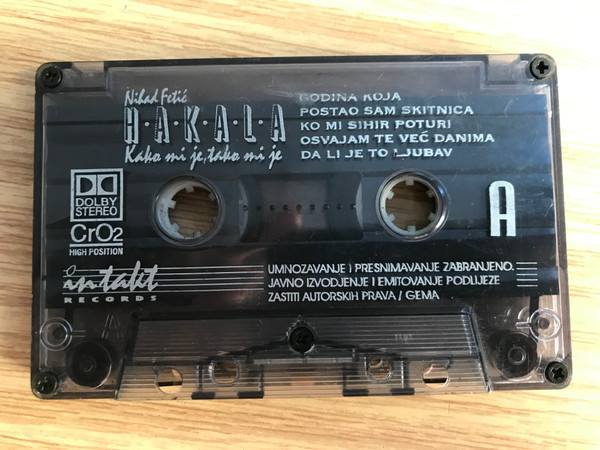 Nihad Fetić
H·A·K·A·L·A
Kako mi je, tako mi je
GODINA KOJA
POSTAO SAM SKITNICA
KO MI SIHIR POTURI
OSVAJAM TE VEĆ DANIMA
DA LI JE TO LJUBAV
DOLBY
STEREO
CrO2
HIGH POSITION
A
intakt
RECORDS
UMNOZAVANJE I PRESNIMAVANJE ZABRANJENO.
JAVNO IZVODJENJE I EMITOVANJE PODLIJEZE
ZASTITI AUTORSKIH PRAVA / GEMA